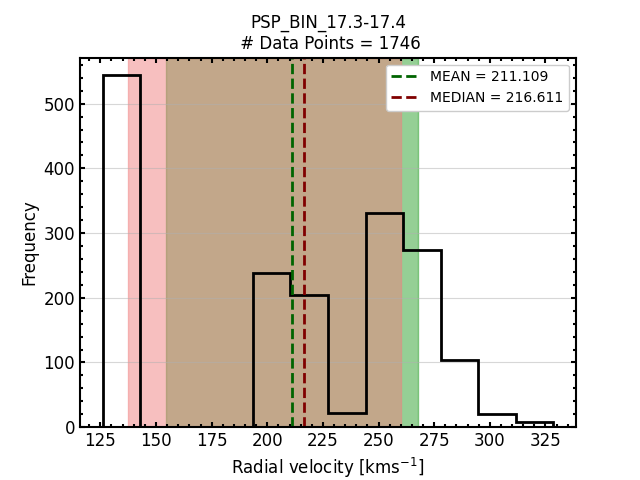 PSP_BIN_17.3-17.4
# Data Points = 1746
MEAN = 211.109
MEDIAN = 216.611
Frequency
500
400
300
200
100
0
125 150 175 200 225 250 275 300 325
Radial velocity [kms⁻¹]